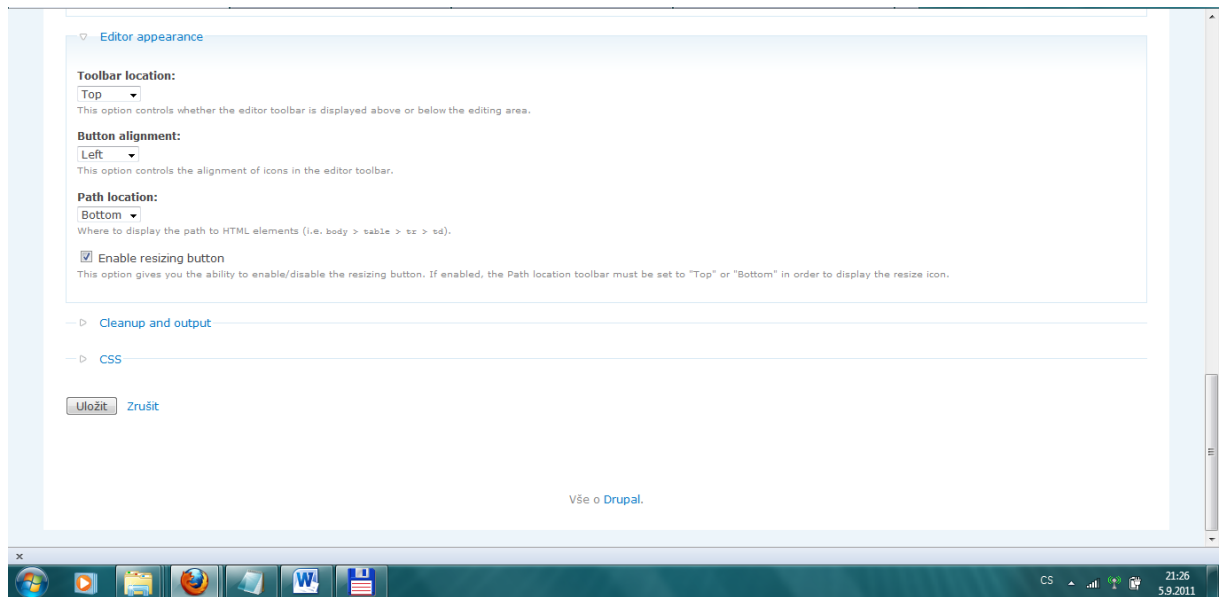 Editor appearance
Toolbar location:
Top
This option controls whether the editor toolbar is displayed above or below the editing area.
Button alignment:
Left
This option controls the alignment of icons in the editor toolbar.
Path location:
Bottom
Where to display the path to HTML elements (i.e. body > table > tr > td).
Enable resizing button
This option gives you the ability to enable/disable the resizing button. If enabled, the Path location toolbar must be set to "Top" or "Bottom" in order to display the resize icon.
Cleanup and output
CSS
Uložit Zrušit
Vše o Drupal.
x
W
CS 21:26
5.9.2011